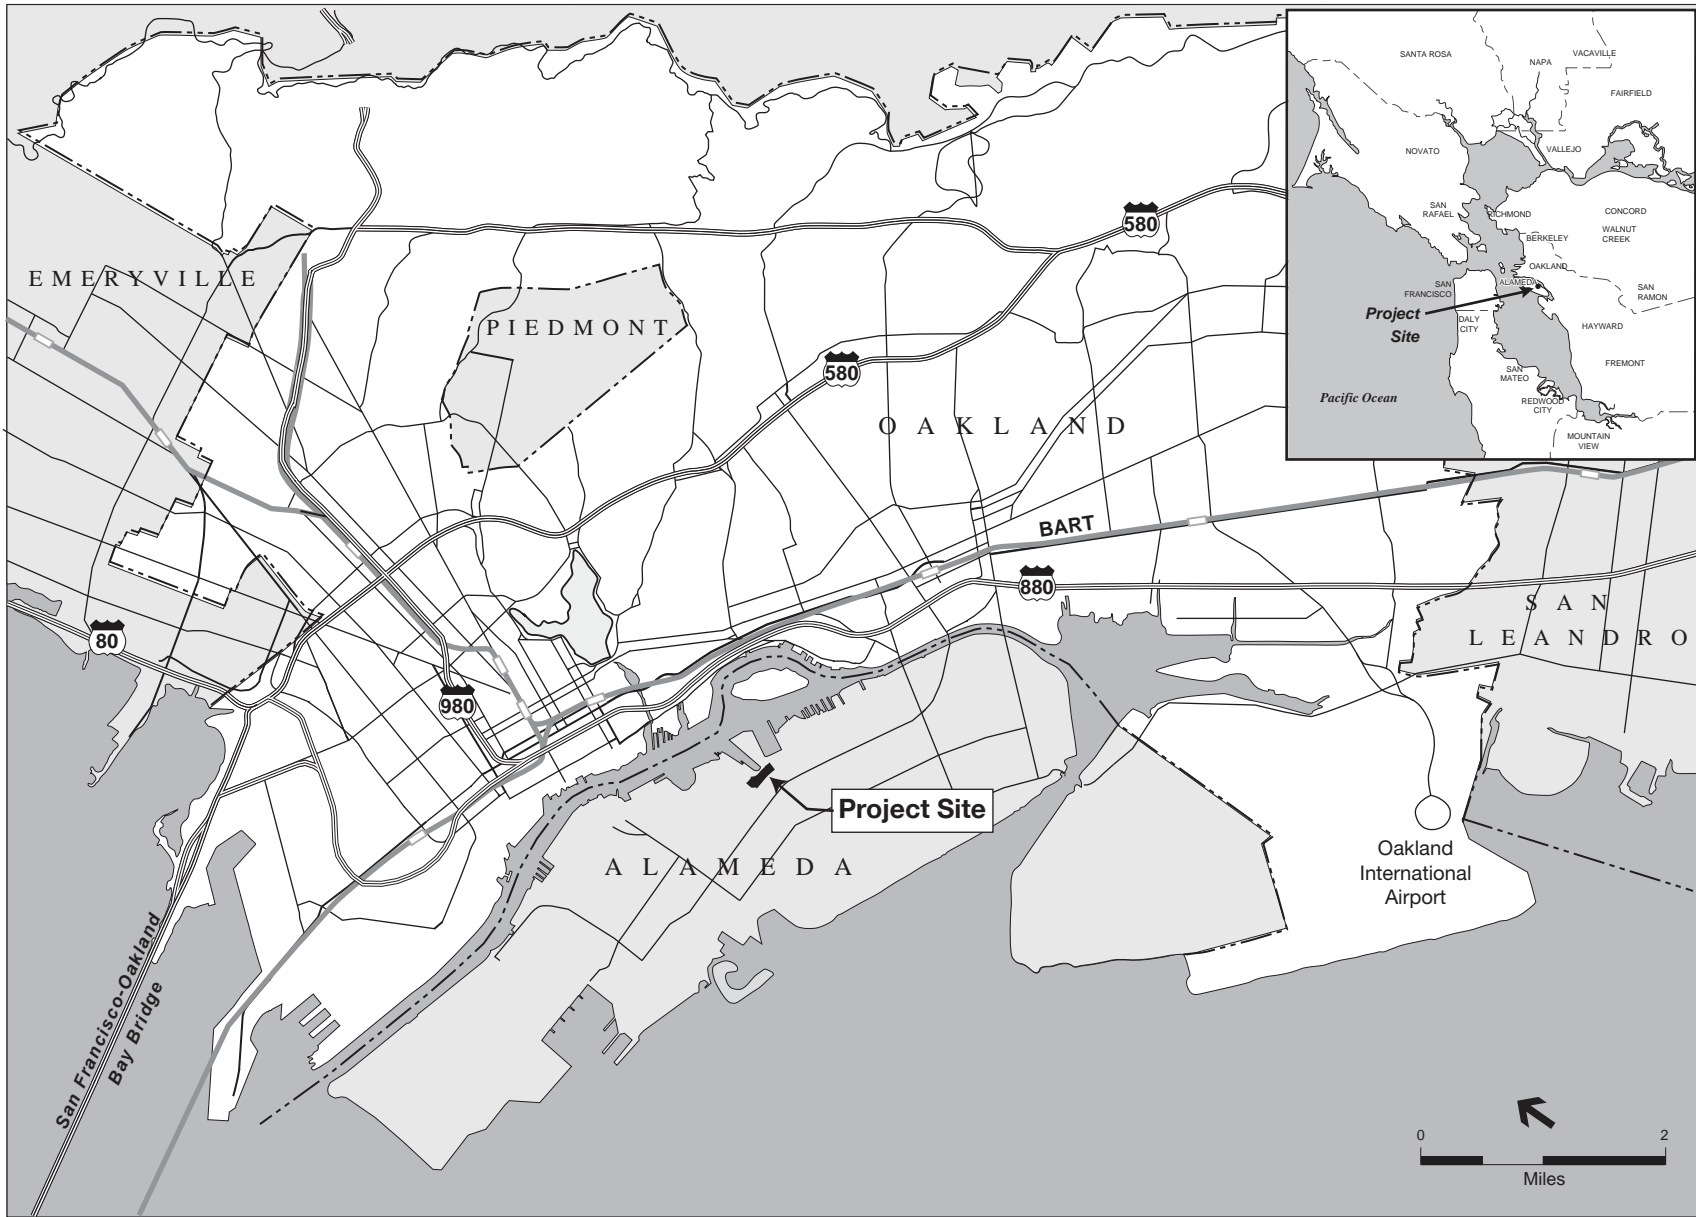 SANTA ROSA
VACAVILLE
NAPA
FAIRFIELD
NOVATO
VALLEJO
SAN
RAFAEL
RICHMOND
CONCORD
WALNUT
CREEK
BERKELEY
OAKLAND
ALAMEDA
SAN
FRANCISCO
SAN
RAMON
Project
Site
DALY
CITY
HAYWARD
SAN
MATEO
FREMONT
Pacific Ocean
REDWOOD
CITY
MOUNTAIN
VIEW
580
EMERYVILLE
PIEDMONT
580
OAKLAND
BART
880
80
SAN
LEANDRO
980
Project Site
ALAMEDA
Oakland
International
Airport
San Francisco-Oakland
Bay Bridge
0 2
Miles